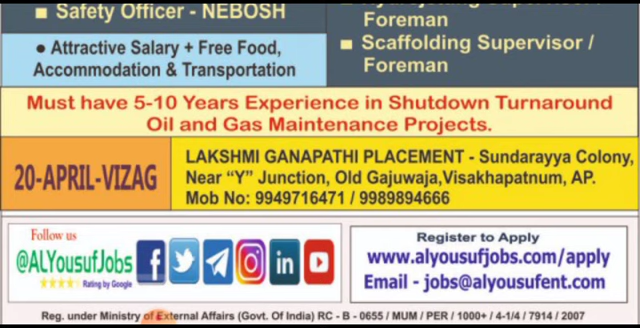 ■ Safety Officer - NEBOSH
Foreman
■ Scaffolding Supervisor /
Foreman
• Attractive Salary + Free Food,
Accommodation & Transportation
Must have 5-10 Years Experience in Shutdown Turnaround
Oil and Gas Maintenance Projects.
20-APRIL-VIZAG
LAKSHMI GANAPATHI PLACEMENT - Sundarayya Colony,
Near “Y” Junction, Old Gajuwaja,Visakhapatnum, AP.
Mob No: 9949716471 / 9989894666
Follow us
@ALYousufJobs
Rating by Google
Register to Apply
www.alyousufjobs.com/apply
Email - jobs@alyousufent.com
Reg. under Ministry of External Affairs (Govt. Of India) RC - B - 0655 / MUM / PER / 1000+ / 4-1/4 / 7914 / 2007